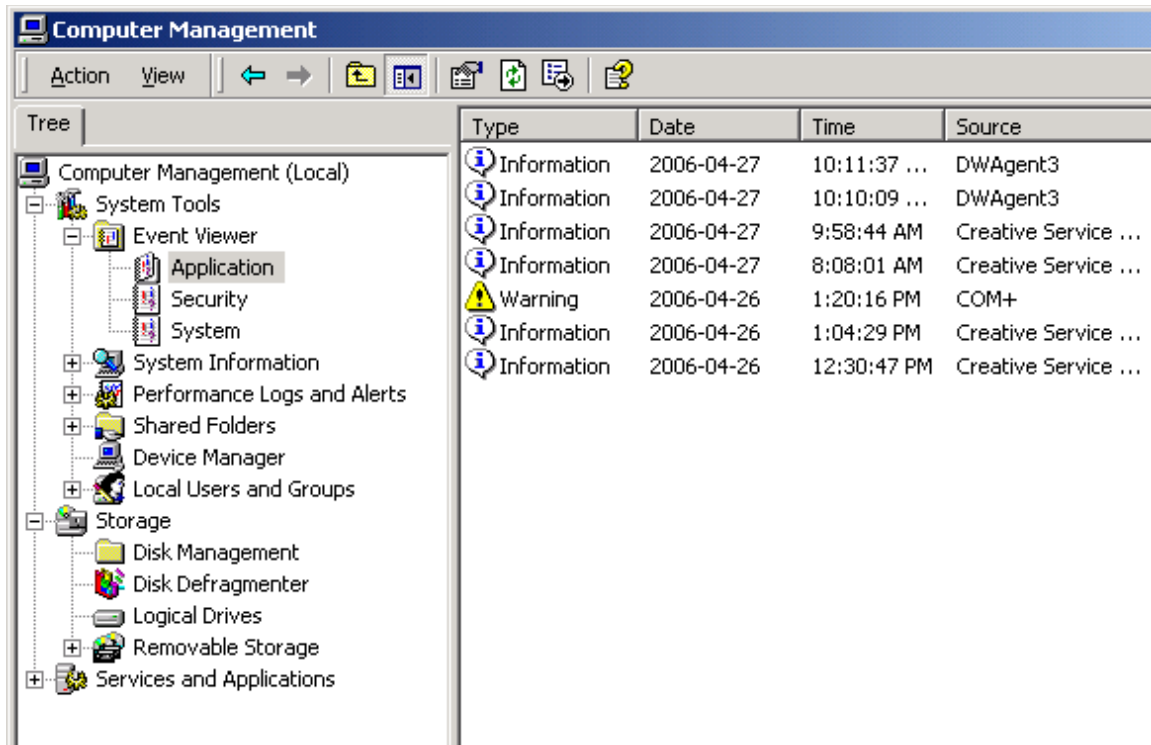 Computer Management
Action View
Tree
Computer Management (Local)
System Tools
Event Viewer
Application
Security
System
System Information
Performance Logs and Alerts
Shared Folders
Device Manager
Local Users and Groups
Storage
Disk Management
Disk Defragmenter
Logical Drives
Removable Storage
Services and Applications
Type Date Time Source
Information 2006-04-27 10:11:37 ... DWAgent3
Information 2006-04-27 10:10:09 ... DWAgent3
Information 2006-04-27 9:58:44 AM Creative Service ...
Information 2006-04-27 8:08:01 AM Creative Service ...
Warning 2006-04-26 1:20:16 PM COM+
Information 2006-04-26 1:04:29 PM Creative Service ...
Information 2006-04-26 12:30:47 PM Creative Service ...